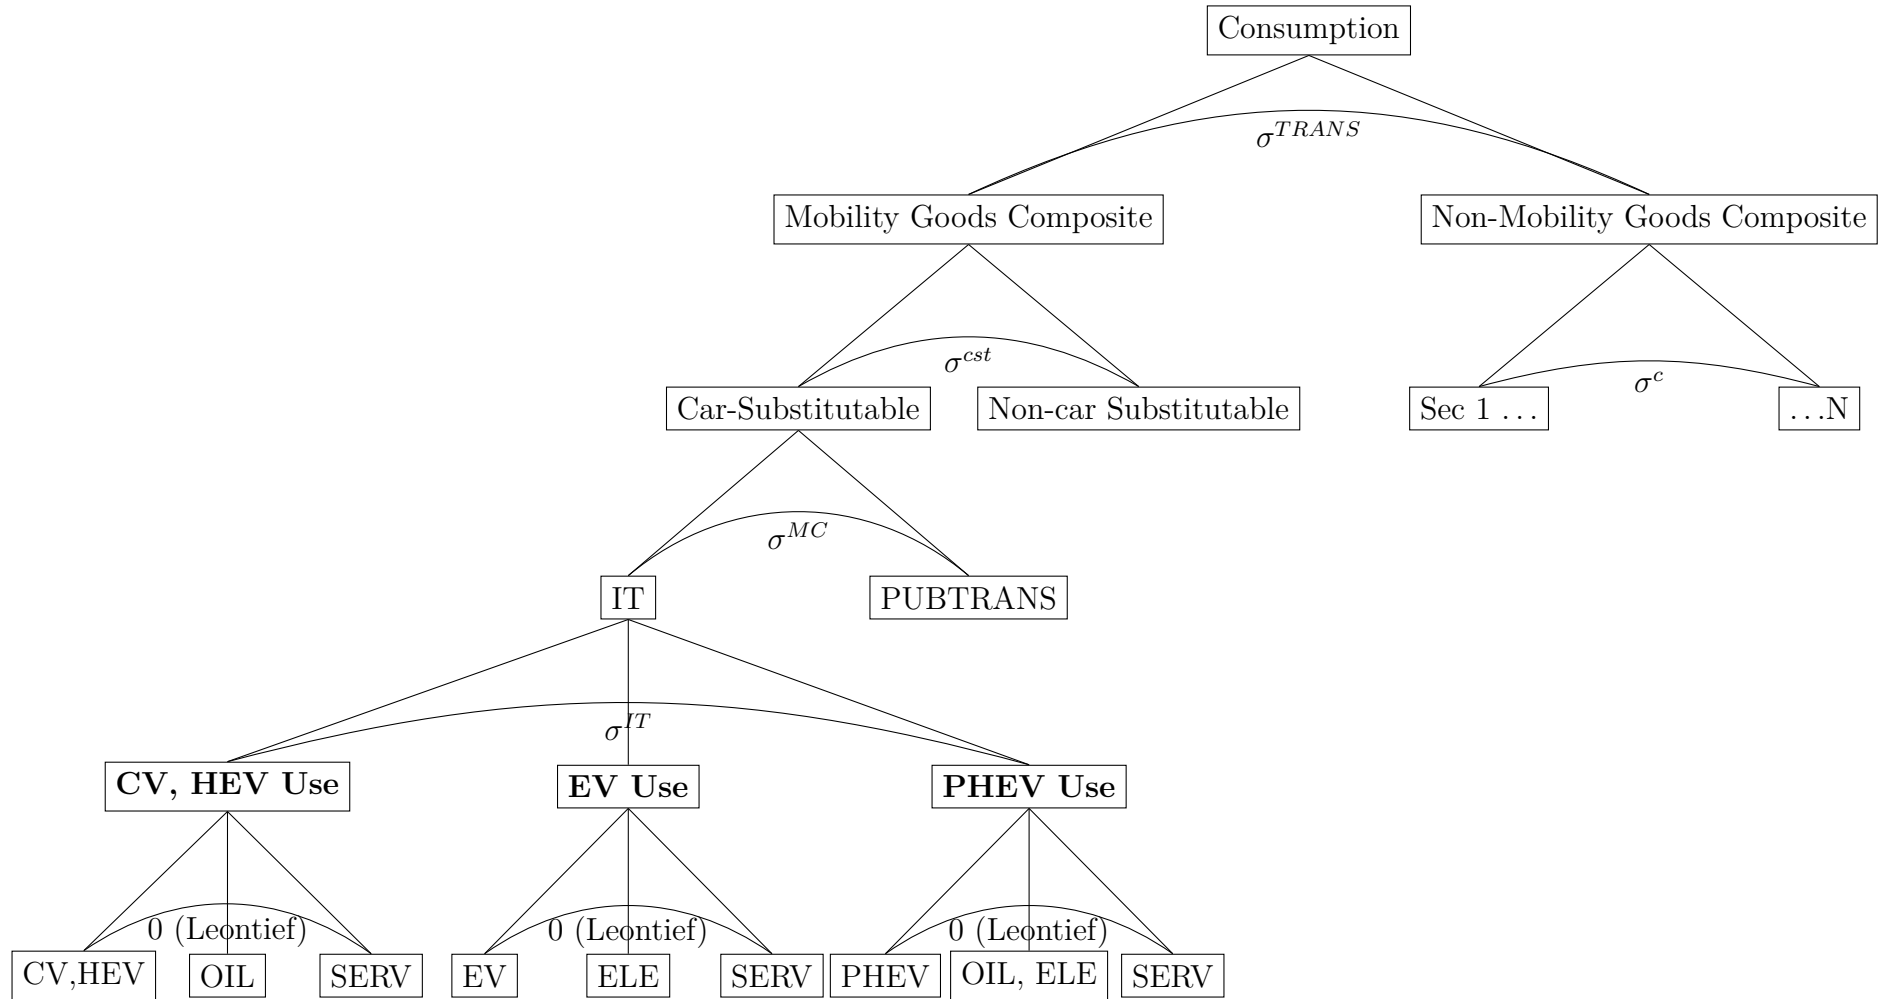 Consumption
σ^{TRANS}
Mobility Goods Composite
Non-Mobility Goods Composite
σ^{cst}
σ^{c}
Car-Substitutable
Non-car Substitutable
Sec 1 …
…N
σ^{MC}
IT
PUBTRANS
σ^{IT}
CV, HEV Use
EV Use
PHEV Use
0 (Leontief)
0 (Leontief)
0 (Leontief)
CV,HEV
OIL
SERV
EV
ELE
SERV
PHEV
OIL, ELE
SERV